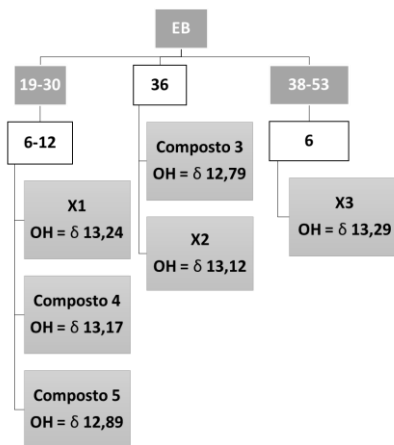 EB
19-30
36
38-53
6-12
Composto 3
OH = δ 12,79
6
X1
OH = δ 13,24
X2
OH = δ 13,12
X3
OH = δ 13,29
Composto 4
OH = δ 13,17
Composto 5
OH = δ 12,89